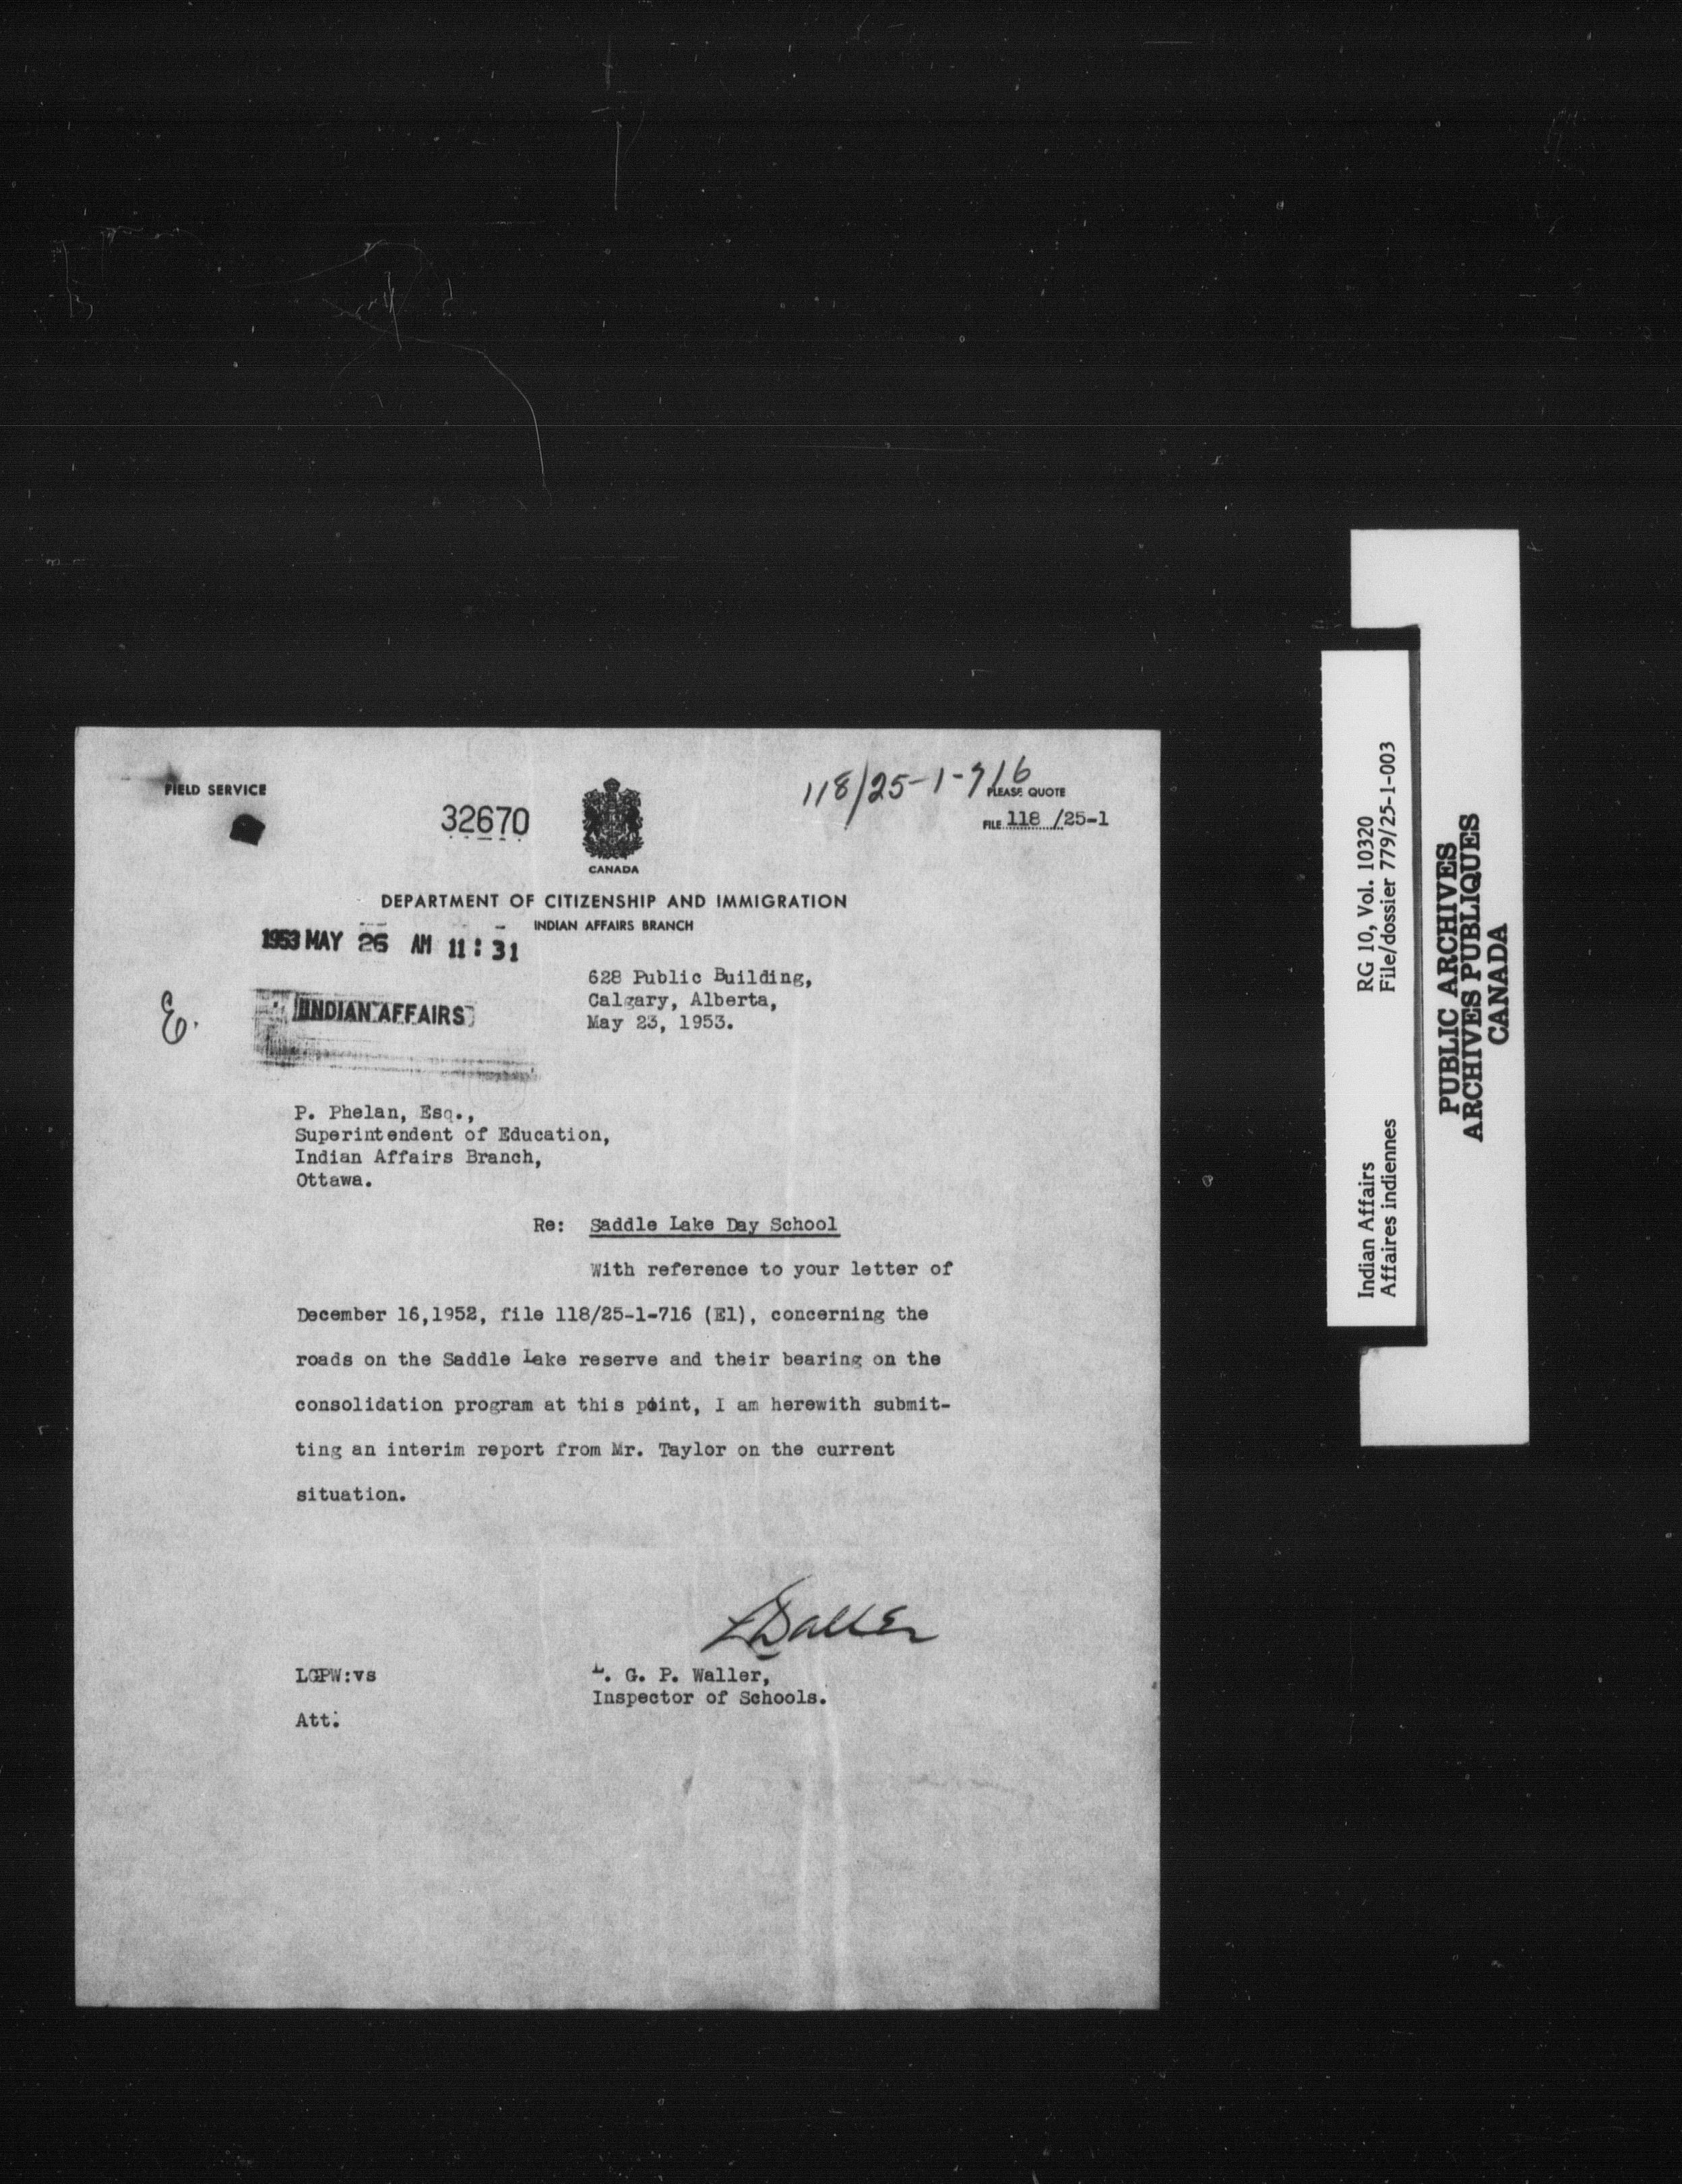 FIELD SERVICE
32670
118/25-1-716
PLEASE QUOTE
FILE 118 /25-1
CANADA
DEPARTMENT OF CITIZENSHIP AND IMMIGRATION
INDIAN AFFAIRS BRANCH
1953 MAY 26 AM 11:31
INDIAN AFFAIRS
E.
628 Public Building,
Calgary, Alberta,
May 23, 1953.
P. Phelan, Esq.,
Superintendent of Education,
Indian Affairs Branch,
Ottawa.
Re: Saddle Lake Day School
With reference to your letter of
December 16,1952, file 118/25-1-716 (E1), concerning the
roads on the Saddle Lake reserve and their bearing on the
consolidation program at this point, I am herewith submit-
ting an interim report from Mr. Taylor on the current
situation.
LWaller
LGPW:vs
L. G. P. Waller,
Inspector of Schools.
Att:
Indian Affairs RG 10, Vol. 10320
Affaires indiennes File/dossier 779/25-1-003
PUBLIC ARCHIVES
ARCHIVES PUBLIQUES
CANADA